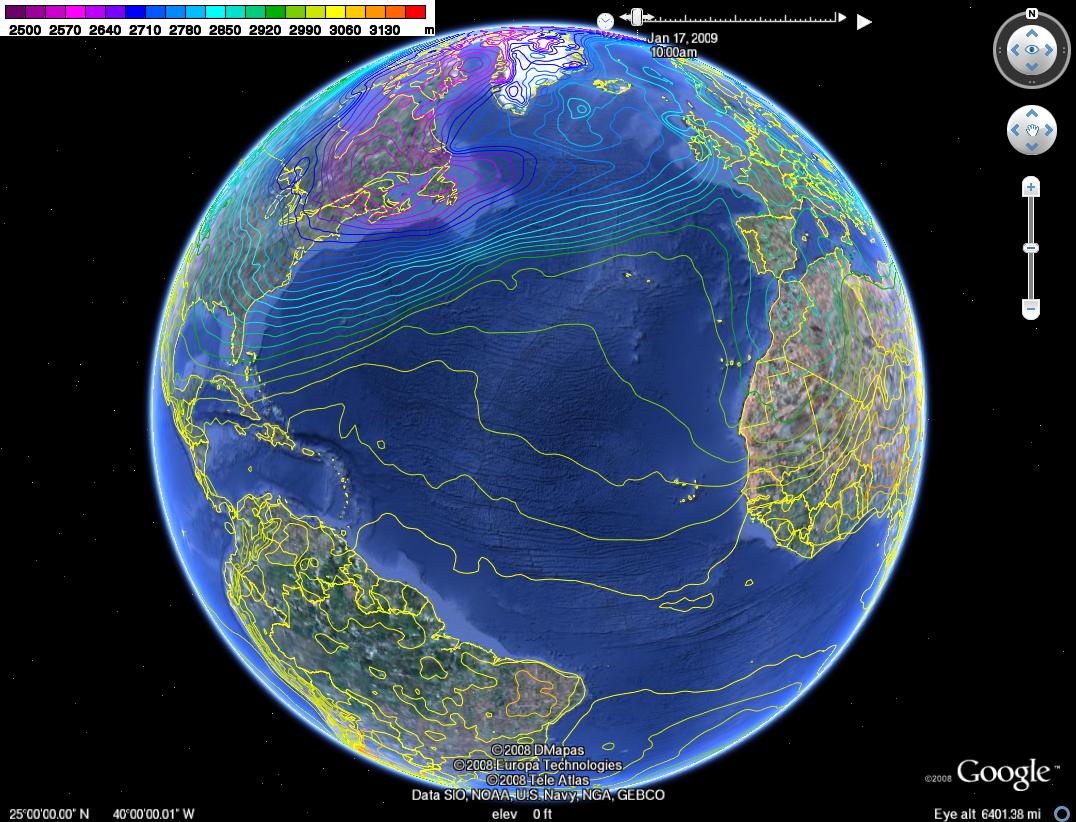 2500 2570 2640 2710 2780 2850 2920 2990 3060 3130 m
Jan 17, 2009
10:00am
N
©2008 DMapas
©2008 Europa Technologies
©2008 Tele Atlas
Data SIO, NOAA, U.S. Navy, NGA, GEBCO
©2008 Google™
25°00'00.00" N 40°00'00.01" W elev 0 ft Eye alt 6401.38 mi